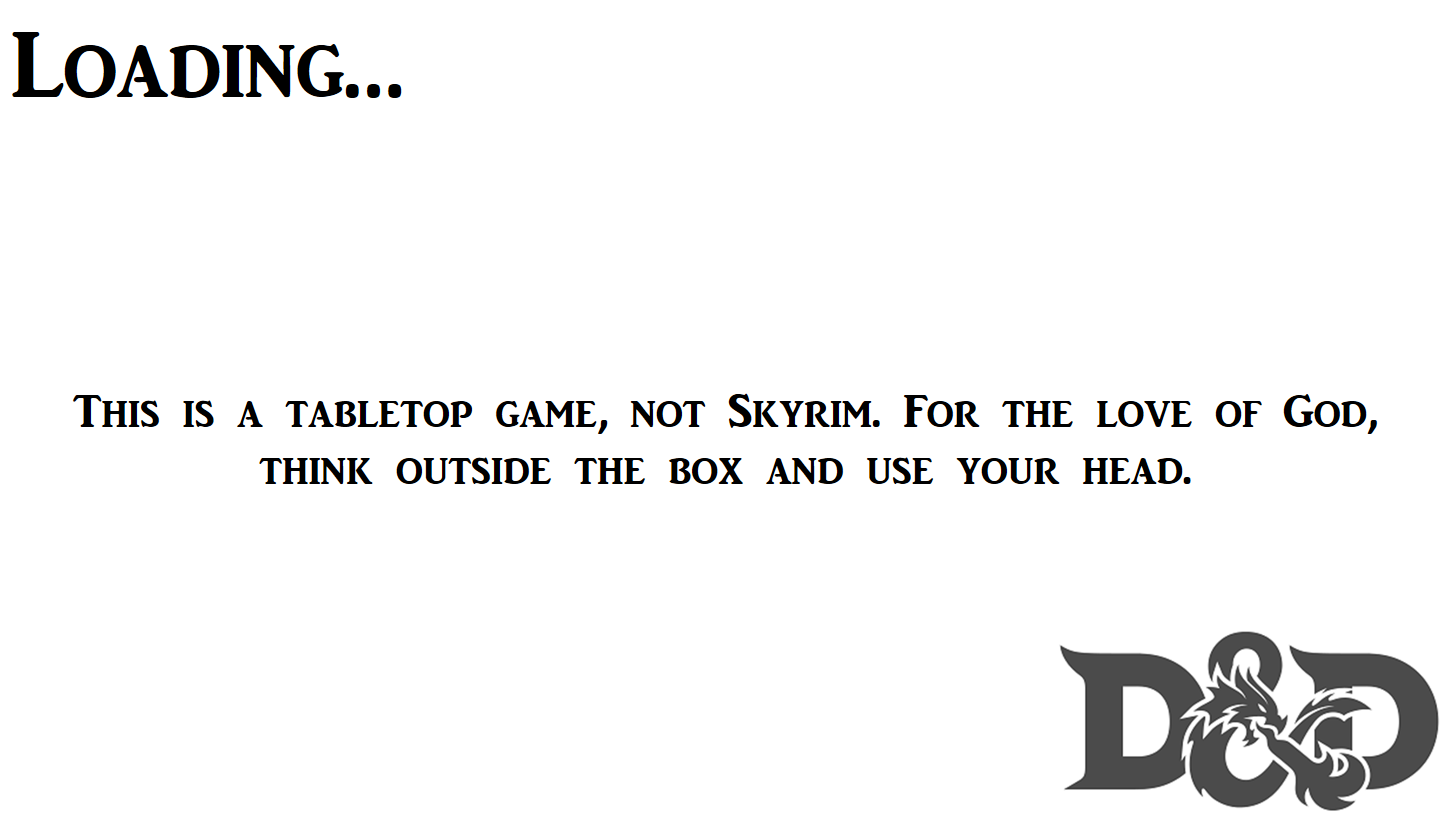 Loading...
This is a tabletop game, not Skyrim. For the love of God,
think outside the box and use your head.
D&D